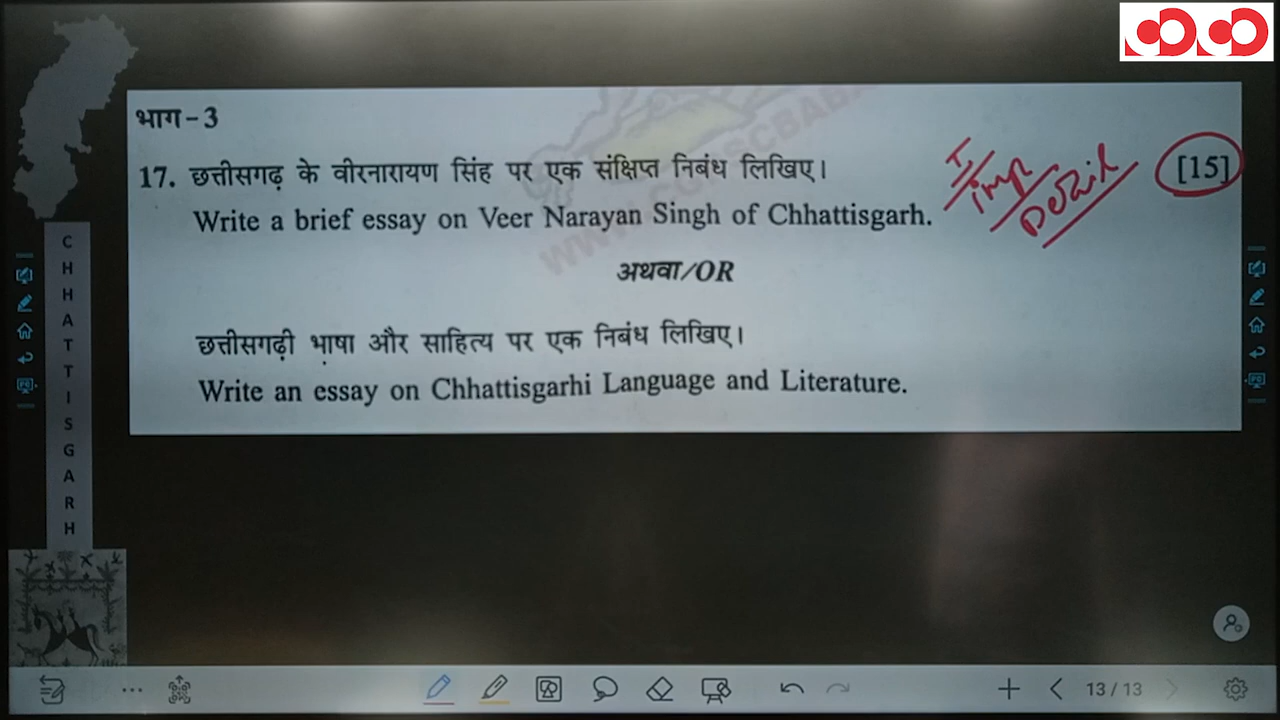 भाग-3
17. छत्तीसगढ़ के वीरनारायण सिंह पर एक संक्षिप्त निबंध लिखिए। [15]
Write a brief essay on Veer Narayan Singh of Chhattisgarh.
अथवा/OR
छत्तीसगढ़ी भाषा और साहित्य पर एक निबंध लिखिए।
Write an essay on Chhattisgarhi Language and Literature.
imp
CHHATTISGARH
13 / 13